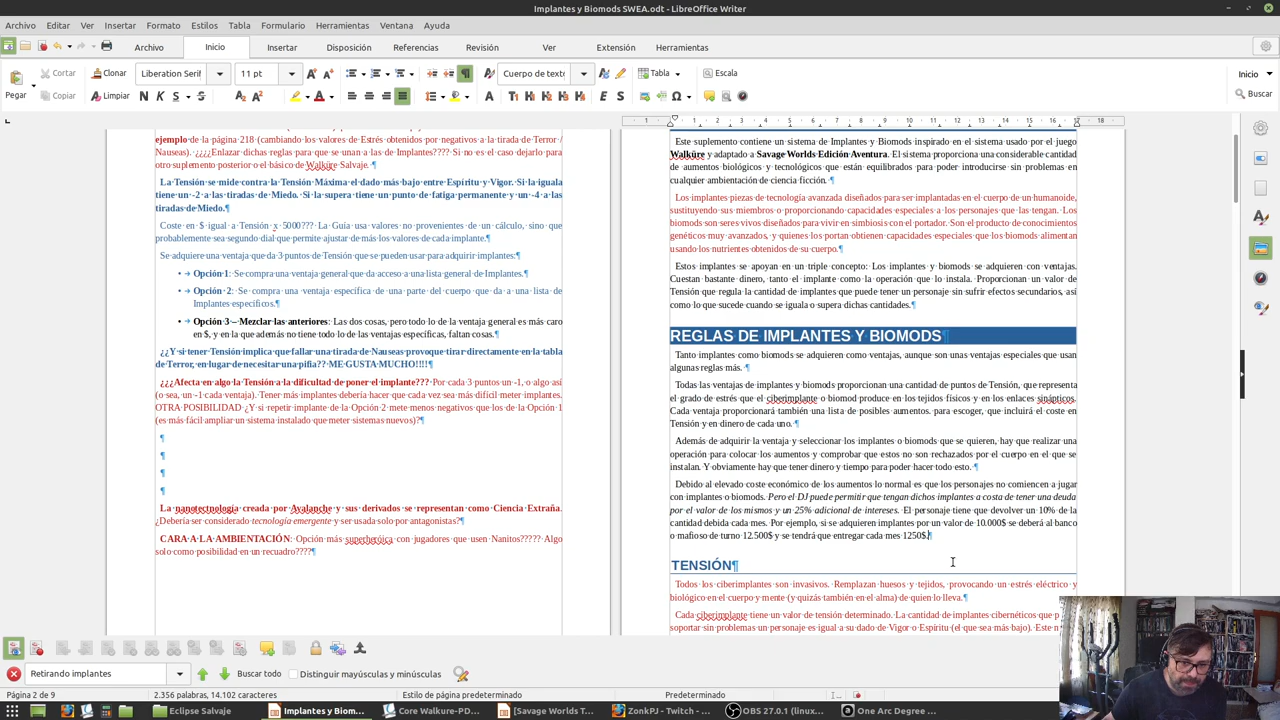 Implantes y Biomods SWEA.odt - LibreOffice Writer
Archivo Editar Ver Insertar Formato Estilos Tabla Formulario Herramientas Ventana Ayuda
Archivo Inicio Insertar Disposición Referencias Revisión Ver Extensión Herramientas
Cortar Clonar Liberation Serif 11 pt Cuerpo de texto Tabla Escala Inicio
Pegar Copiar Limpiar Buscar
ejemplo de la página 218 (cambiando los valores de Estrés obtenidos por negativos a la tirada de Terror /
Nauseas). ¿¿¿¿Enlazar dichas reglas para que se unan a las de Implantes???? Si no es el caso dejarlo para
otro suplemento posterior o el básico de Walküre Salvaje. ¶
La Tensión se mide contra la Tensión Máxima el dado más bajo entre Espíritu y Vigor. Si la iguala
tiene un -2 a las tiradas de Miedo. Si la supera tiene un punto de fatiga permanente y un -4 a las
tiradas de Miedo.¶
Coste en $ igual a Tensión x 5000??? La Guía usa valores no provenientes de un cálculo, sino que
probablemente sea segundo dial que permite ajustar de más los valores de cada implante.¶
Se adquiere una ventaja que da 3 puntos de Tensión que se pueden usar para adquirir implantes:¶
• Opción 1: Se compra una ventaja general que da acceso a una lista general de Implantes.¶
• Opción 2: Se compra una ventaja específica de una parte del cuerpo que da a una lista de
Implantes específicos.¶
• Opción 3 – Mezclar las anteriores: Las dos cosas, pero todo lo de la ventaja general es más caro
en $, y en la que además no tiene todo lo de las ventajas específicas, faltan cosas.¶
¿¿Y si tener Tensión implica que fallar una tirada de Nauseas provoque tirar directamente en la tabla
de Terror, en lugar de necesitar una pifia?? ME GUSTA MUCHO!!!!¶
¿¿¿Afecta en algo la Tensión a la dificultad de poner el implante??? Por cada 3 puntos un -1, o algo así
(o sea, un -1 cada ventaja). Tener más implantes debería hacer que cada vez sea más difícil meter implantes.
OTRA POSIBILIDAD ¿Y si repetir implante de la Opción 2 mete menos negativos que los de la Opción 1
(es más fácil ampliar un sistema instalado que meter sistemas nuevos)?¶
¶
¶
¶
¶
La nanotecnología creada por Avalanche y sus derivados se representan como Ciencia Extraña.
¿Debería ser considerado tecnología emergente y ser usada solo por antagonistas?¶
CARA A LA AMBIENTACIÓN: Opción más superheróica con jugadores que usen Nanitos????? Algo
solo como posibilidad en un recuadro????¶
1 1 2 3 4 5 6 7 8 9 10 11 12 13 14 15 16 17 18
Este suplemento contiene un sistema de Implantes y Biomods inspirado en el sistema usado por el juego
Walküre y adaptado a Savage Worlds Edición Aventura. El sistema proporciona una considerable cantidad
de aumentos biológicos y tecnológicos que están equilibrados para poder introducirse sin problemas en
cualquier ambientación de ciencia ficción. ¶
Los implantes piezas de tecnología avanzada diseñados para ser implantadas en el cuerpo de un humanoide,
sustituyendo sus miembros o proporcionando capacidades especiales a los personajes que las tengan. Los
biomods son seres vivos diseñados para vivir en simbiosis con el portador. Son el producto de conocimientos
genéticos muy avanzados, y quienes los portan obtienen capacidades especiales que los biomods alimentan
usando los nutrientes obtenidos de su cuerpo.¶
Estos implantes se apoyan en un triple concepto: Los implantes y biomods se adquieren con ventajas.
Cuestan bastante dinero, tanto el implante como la operación que lo instala. Proporcionan un valor de
Tensión que regula la cantidad de implantes que puede tener un personaje sin sufrir efectos secundarios, así
como lo que sucede cuando se iguala o supera dichas cantidades.¶
REGLAS DE IMPLANTES Y BIOMODS¶
Tanto implantes como biomods se adquieren como ventajas, aunque son unas ventajas especiales que usan
algunas reglas más. ¶
Todas las ventajas de implantes y biomods proporcionan una cantidad de puntos de Tensión, que representa
el grado de estrés que el ciberimplante o biomod produce en los tejidos físicos y en los enlaces sinápticos.
Cada ventaja proporcionará también una lista de posibles aumentos. para escoger, que incluirá el coste en
Tensión y en dinero de cada uno. ¶
Además de adquirir la ventaja y seleccionar los implantes o biomods que se quieren, hay que realizar una
operación para colocar los aumentos y comprobar que estos no son rechazados por el cuerpo en el que se
instalan. Y obviamente hay que tener dinero y tiempo para poder hacer todo esto. ¶
Debido al elevado coste económico de los aumentos lo normal es que los personajes no comiencen a jugar
con implantes o biomods. Pero el DJ puede permitir que tengan dichos implantes a costa de tener una deuda
por el valor de los mismos y un 25% adicional de intereses. El personaje tiene que devolver un 10% de la
cantidad debida cada mes. Por ejemplo, si se adquieren implantes por un valor de 10.000$ se deberá al banco
o mafioso de turno 12.500$ y se tendrá que entregar cada mes 1250$.¶
TENSIÓN¶
Todos los ciberimplantes son invasivos. Remplazan huesos y tejidos, provocando un estrés eléctrico y
biológico en el cuerpo y mente (y quizás también en el alma) de quien lo lleva.¶
Cada ciberimplante tiene un valor de tensión determinado. La cantidad de implantes cibernéticos que p
soportar sin problemas un personaje es igual a su dado de Vigor o Espíritu (el que sea más bajo). Este n
Retirando implantes Buscar todo Distinguir mayúsculas y minúsculas
Página 2 de 9 2.356 palabras, 14.102 caracteres Estilo de página predeterminado Predeterminado
Eclipse Salvaje Implantes y Biom... Core Walkure-PD... [Savage Worlds T... ZonkPJ - Twitch - ... OBS 27.0.1 (linux... One Arc Degree ...